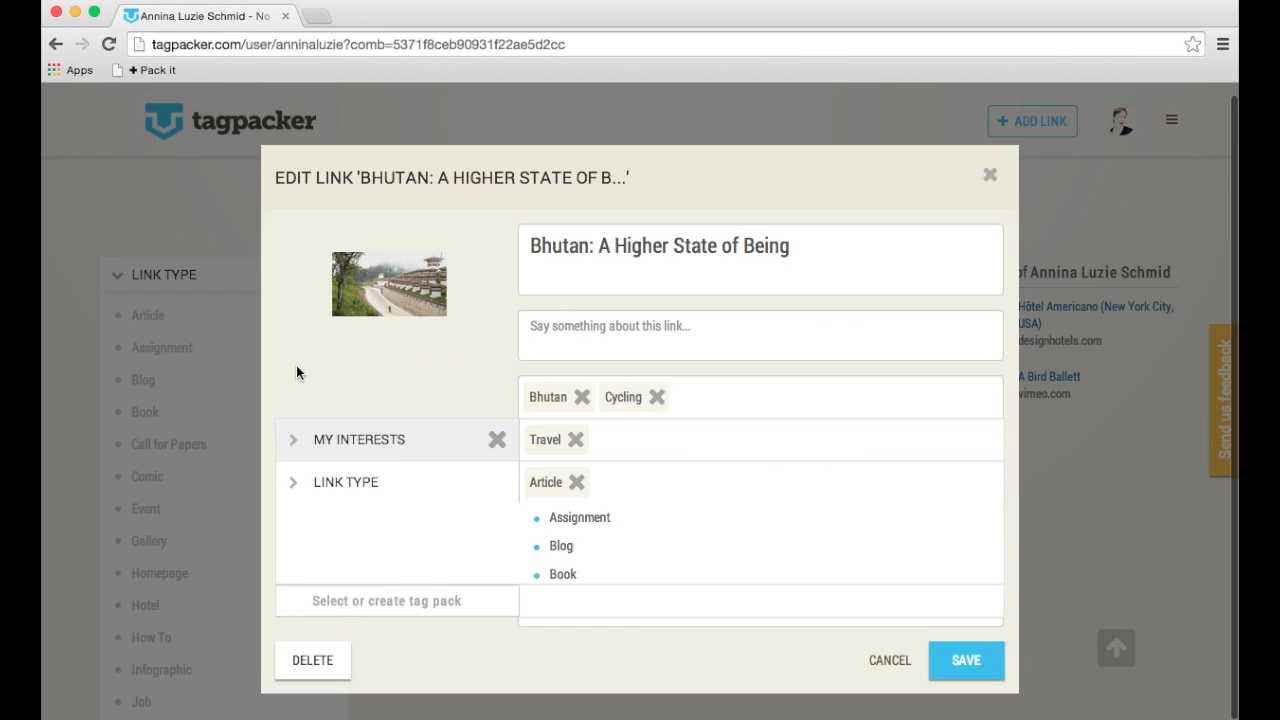 Annina Luzie Schmid - No
tagpacker.com/user/anninaluzie?comb=5371f8ceb90931f22ae5d2cc
Apps
+ Pack it
tagpacker
+ ADD LINK
EDIT LINK 'BHUTAN: A HIGHER STATE OF B...'
Bhutan: A Higher State of Being
Say something about this link...
Bhutan Cycling
MY INTERESTS
Travel
LINK TYPE
Article
Assignment
Blog
Book
Select or create tag pack
DELETE
CANCEL
SAVE
LINK TYPE
Article
Assignment
Blog
Book
Call for Papers
Comic
Event
Gallery
Homepage
Hotel
How To
Infographic
Job
of Annina Luzie Schmid
Hôtel Americano (New York City,
USA)
designhotels.com
A Bird Ballett
vimeo.com
Send us feedback